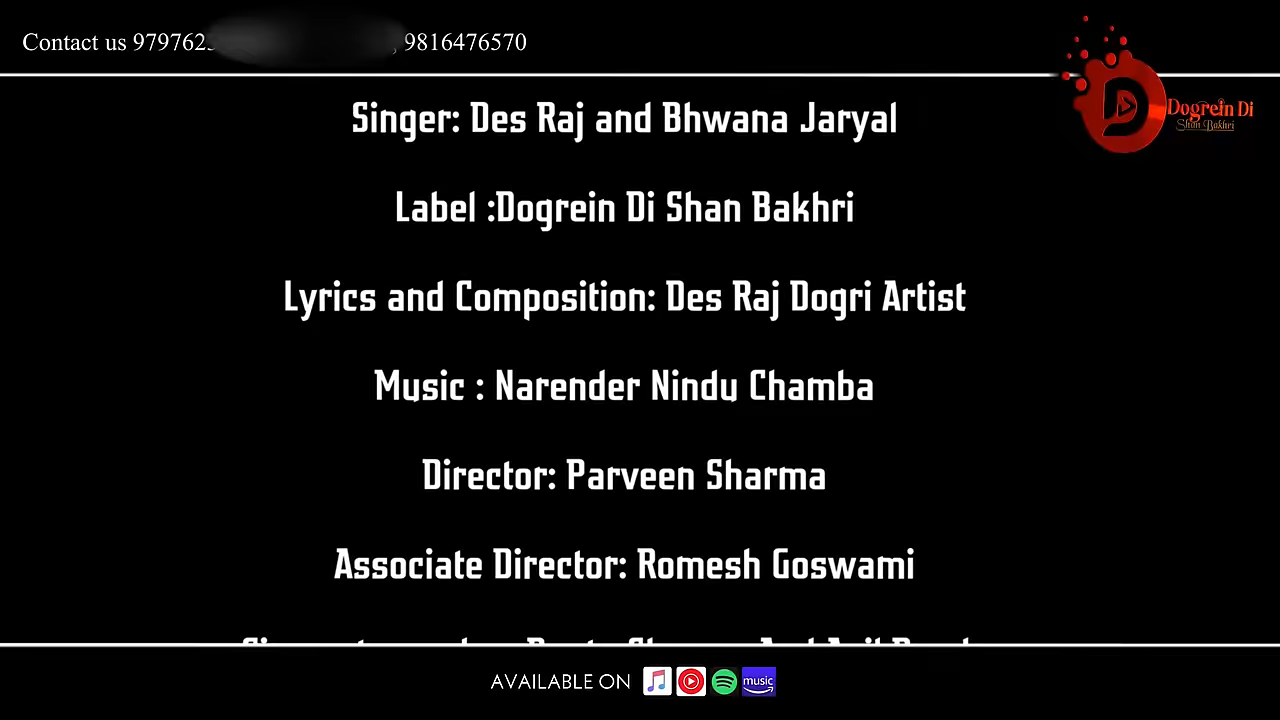 Contact us 979762 , 9816476570
Dogrein Di
Shan Bakhri
Singer: Des Raj and Bhwana Jaryal
Label :Dogrein Di Shan Bakhri
Lyrics and Composition: Des Raj Dogri Artist
Music : Narender Nindu Chamba
Director: Parveen Sharma
Associate Director: Romesh Goswami
AVAILABLE ON
music